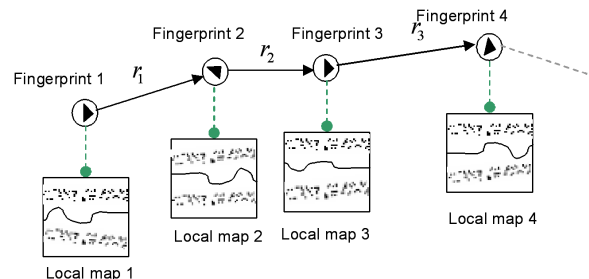 Fingerprint 1
r1
Fingerprint 2
r2
Fingerprint 3
r3
Fingerprint 4
Local map 1
Local map 2
Local map 3
Local map 4